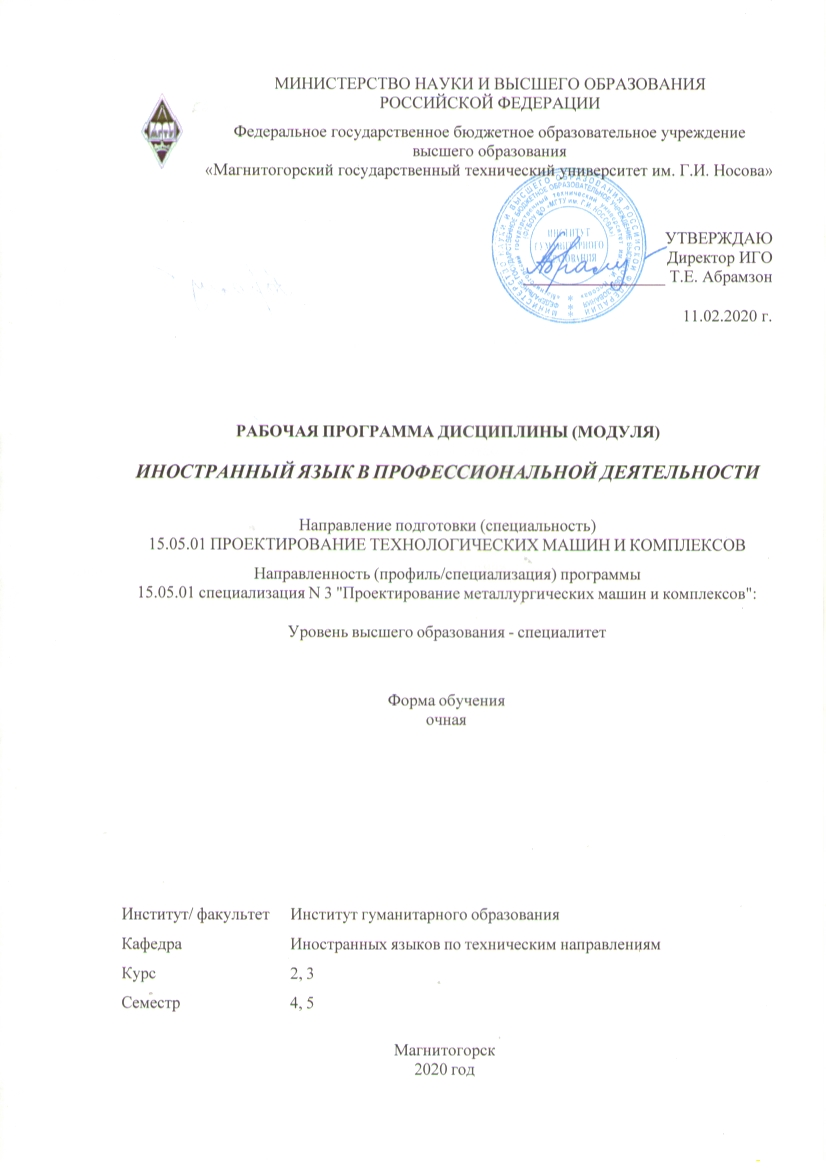 МИНИСТЕРСТВО НАУКИ И ВЫСШЕГО ОБРАЗОВАНИЯ
РОССИЙСКОЙ ФЕДЕРАЦИИ
Федеральное государственное бюджетное образовательное учреждение
высшего образования
«Магнитогорский государственный технический университет им. Г.И. Носова»
УТВЕРЖДАЮ
Директор ИГО
Т.Е. Абрамзон
11.02.2020 г.
РАБОЧАЯ ПРОГРАММА ДИСЦИПЛИНЫ (МОДУЛЯ)
ИНОСТРАННЫЙ ЯЗЫК В ПРОФЕССИОНАЛЬНОЙ ДЕЯТЕЛЬНОСТИ
Направление подготовки (специальность)
15.05.01 ПРОЕКТИРОВАНИЕ ТЕХНОЛОГИЧЕСКИХ МАШИН И КОМПЛЕКСОВ
Направленность (профиль/специализация) программы
15.05.01 специализация N 3 "Проектирование металлургических машин и комплексов":
Уровень высшего образования - специалитет
Форма обучения
очная
Институт/ факультет Институт гуманитарного образования
Кафедра Иностранных языков по техническим направлениям
Курс 2, 3
Семестр 4, 5
Магнитогорск
2020 год